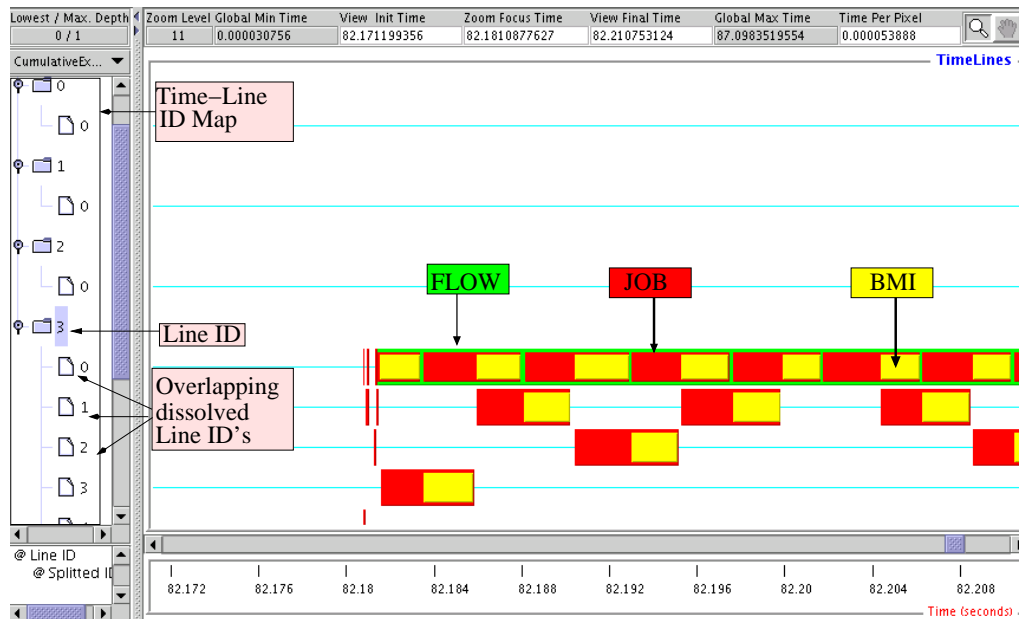 Lowest / Max. Depth
0 / 1
Zoom Level Global Min Time View Init Time Zoom Focus Time View Final Time Global Max Time Time Per Pixel
11 0.000030756 82.171199356 82.1810877627 82.210753124 87.0983519554 0.000053888
CumulativeEx...
TimeLines
0
0
1
0
2
0
3
0
1
2
3
Time-Line
ID Map
FLOW
JOB
BMI
Line ID
Overlapping
dissolved
Line ID's
@ Line ID
@ Splitted
82.172 82.176 82.18 82.184 82.188 82.192 82.196 82.20 82.204 82.208
Time (seconds)